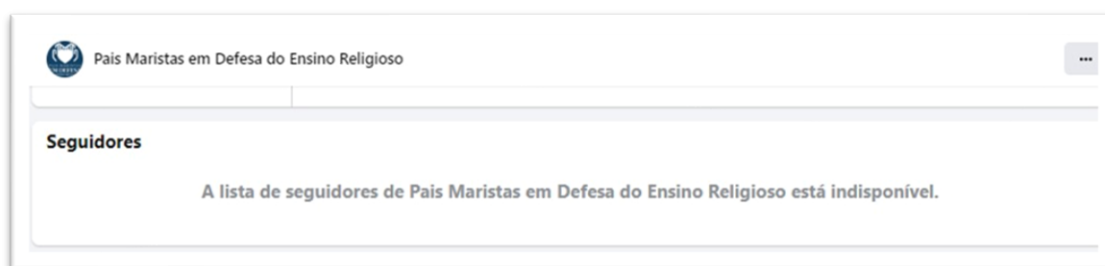 Pais Maristas em Defesa do Ensino Religioso
...
Seguidores
A lista de seguidores de Pais Maristas em Defesa do Ensino Religioso está indisponível.